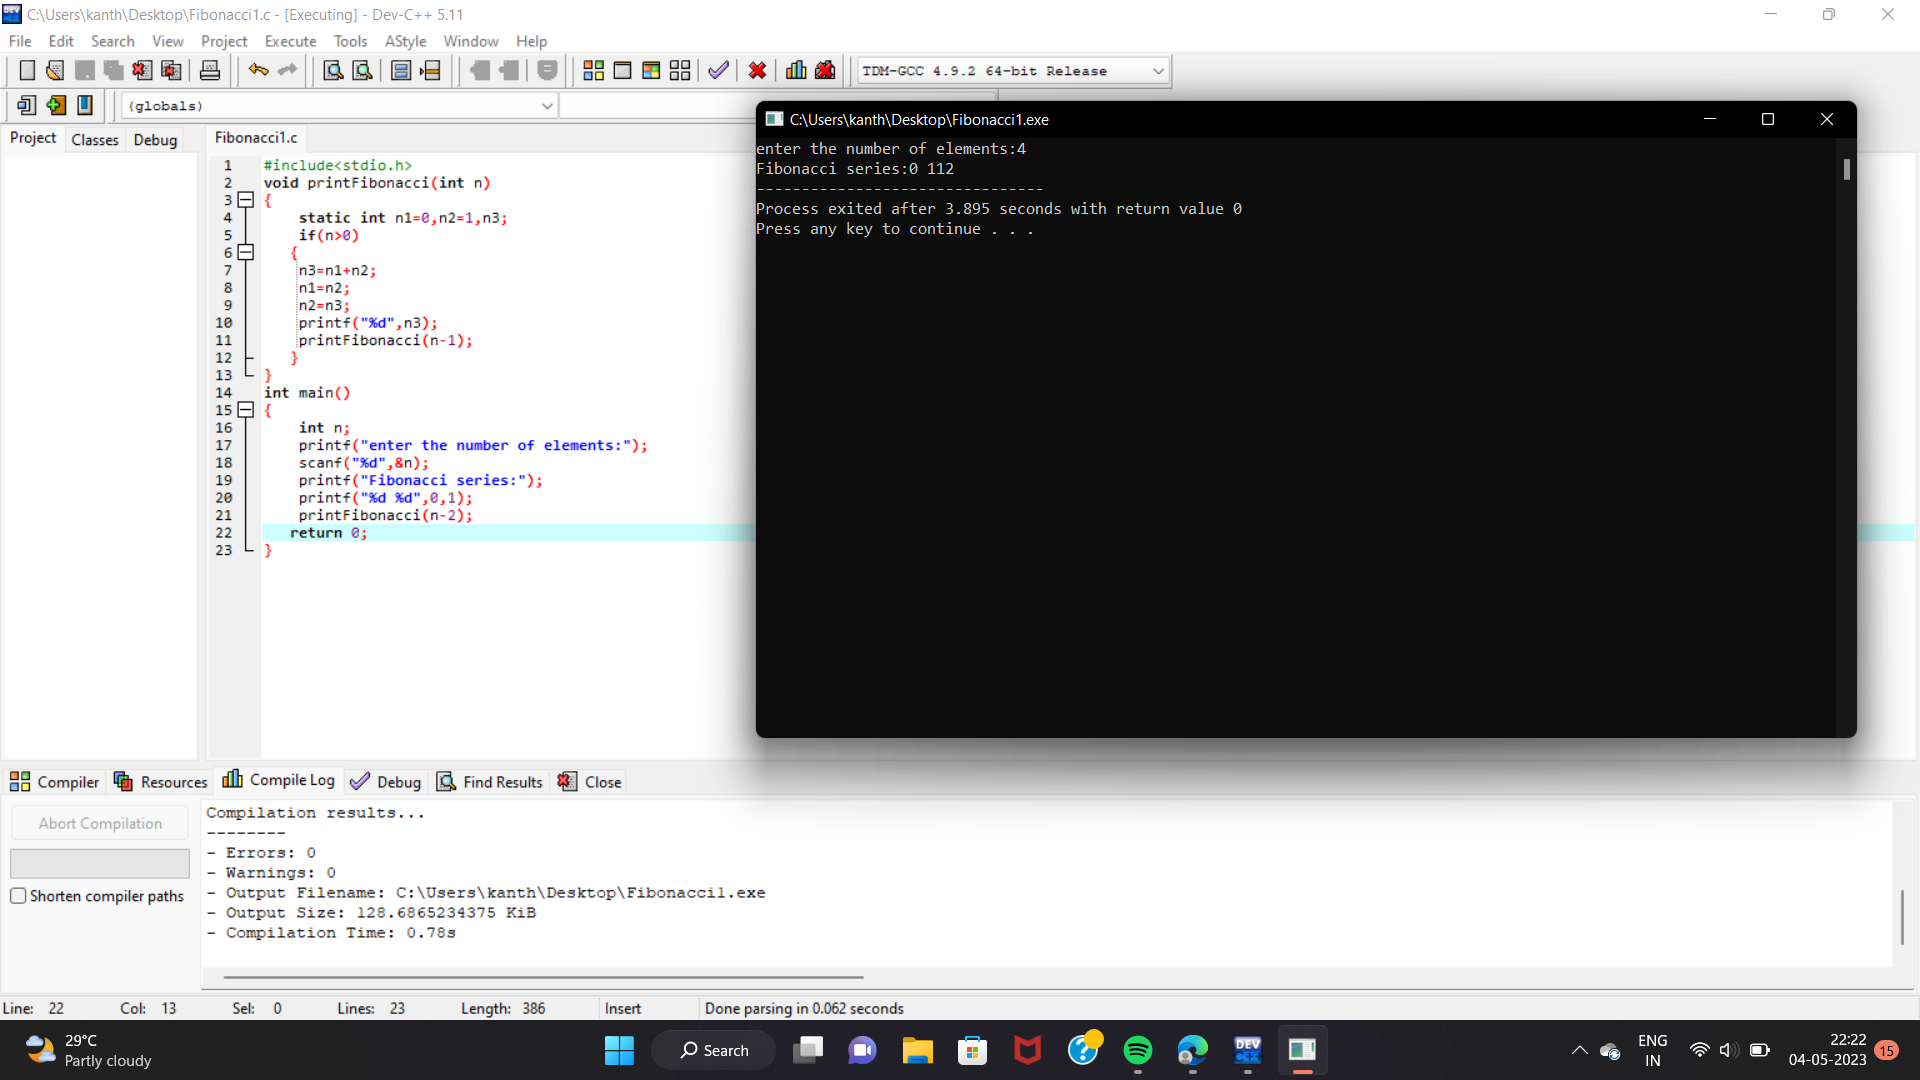 C:\Users\kanth\Desktop\Fibonacci1.c - [Executing] - Dev-C++ 5.11
File Edit Search View Project Execute Tools AStyle Window Help
TDM-GCC 4.9.2 64-bit Release
(globals)
Project Classes Debug
Fibonacci1.c
1 #include<stdio.h>
2 void printFibonacci(int n)
3 {
4 static int n1=0,n2=1,n3;
5 if(n>0)
6 {
7 n3=n1+n2;
8 n1=n2;
9 n2=n3;
10 printf("%d",n3);
11 printFibonacci(n-1);
12 }
13 }
14 int main()
15 {
16 int n;
17 printf("enter the number of elements:");
18 scanf("%d",&n);
19 printf("Fibonacci series:");
20 printf("%d %d",0,1);
21 printFibonacci(n-2);
22 return 0;
23 }
C:\Users\kanth\Desktop\Fibonacci1.exe
enter the number of elements:4
Fibonacci series:0 112
--------------------------------
Process exited after 3.895 seconds with return value 0
Press any key to continue . . .
Compiler Resources Compile Log Debug Find Results Close
Abort Compilation
Shorten compiler paths
Compilation results...
--------
- Errors: 0
- Warnings: 0
- Output Filename: C:\Users\kanth\Desktop\Fibonacci1.exe
- Output Size: 128.6865234375 KiB
- Compilation Time: 0.78s
Line: 22 Col: 13 Sel: 0 Lines: 23 Length: 386 Insert Done parsing in 0.062 seconds
29°C
Partly cloudy
Search
DEV
C++
ENG
IN
22:22
04-05-2023
15